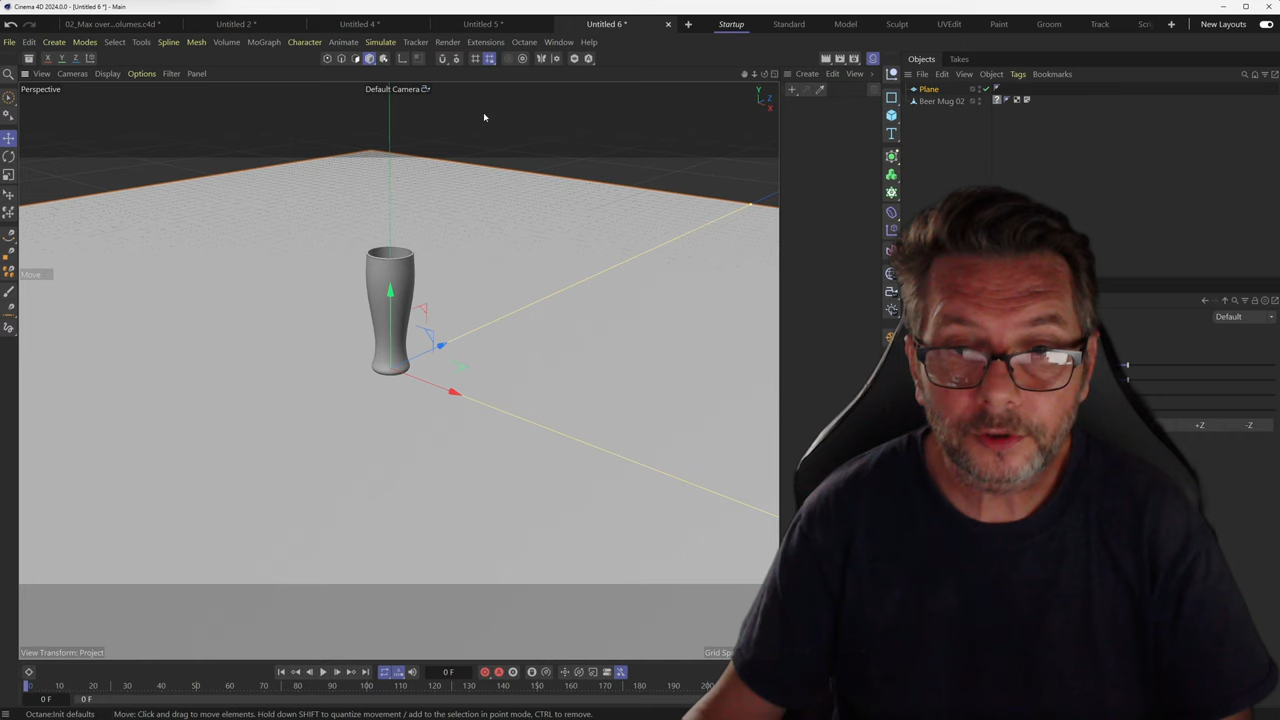 Cinema 4D 2024.0.0 - [Untitled 6 *] - Main
02_Max over...olumes.c4d *
Untitled 2 *
Untitled 4 *
Untitled 5 *
Untitled 6 *
Startup
Standard
Model
Sculpt
UVEdit
Paint
Groom
Track
New Layouts
File Edit Create Modes Select Tools Spline Mesh Volume MoGraph Character Animate Simulate Tracker Render Extensions Octane Window Help
X Y Z
Objects Takes
View Cameras Display Options Filter Panel
Create Edit View
File Edit View Object Tags Bookmarks
Perspective
Default Camera
Y
Z
X
Plane
Beer Mug 02
Move
Default
+Z -Z
View Transform: Project
0 F
0 10 20 30 40 50 60 70 80 90 100 110 120 130 140 150 160 170 180 190 200
0 F 0 F
Octane:Init defaults
Move: Click and drag to move elements. Hold down SHIFT to quantize movement / add to the selection in point mode, CTRL to remove.